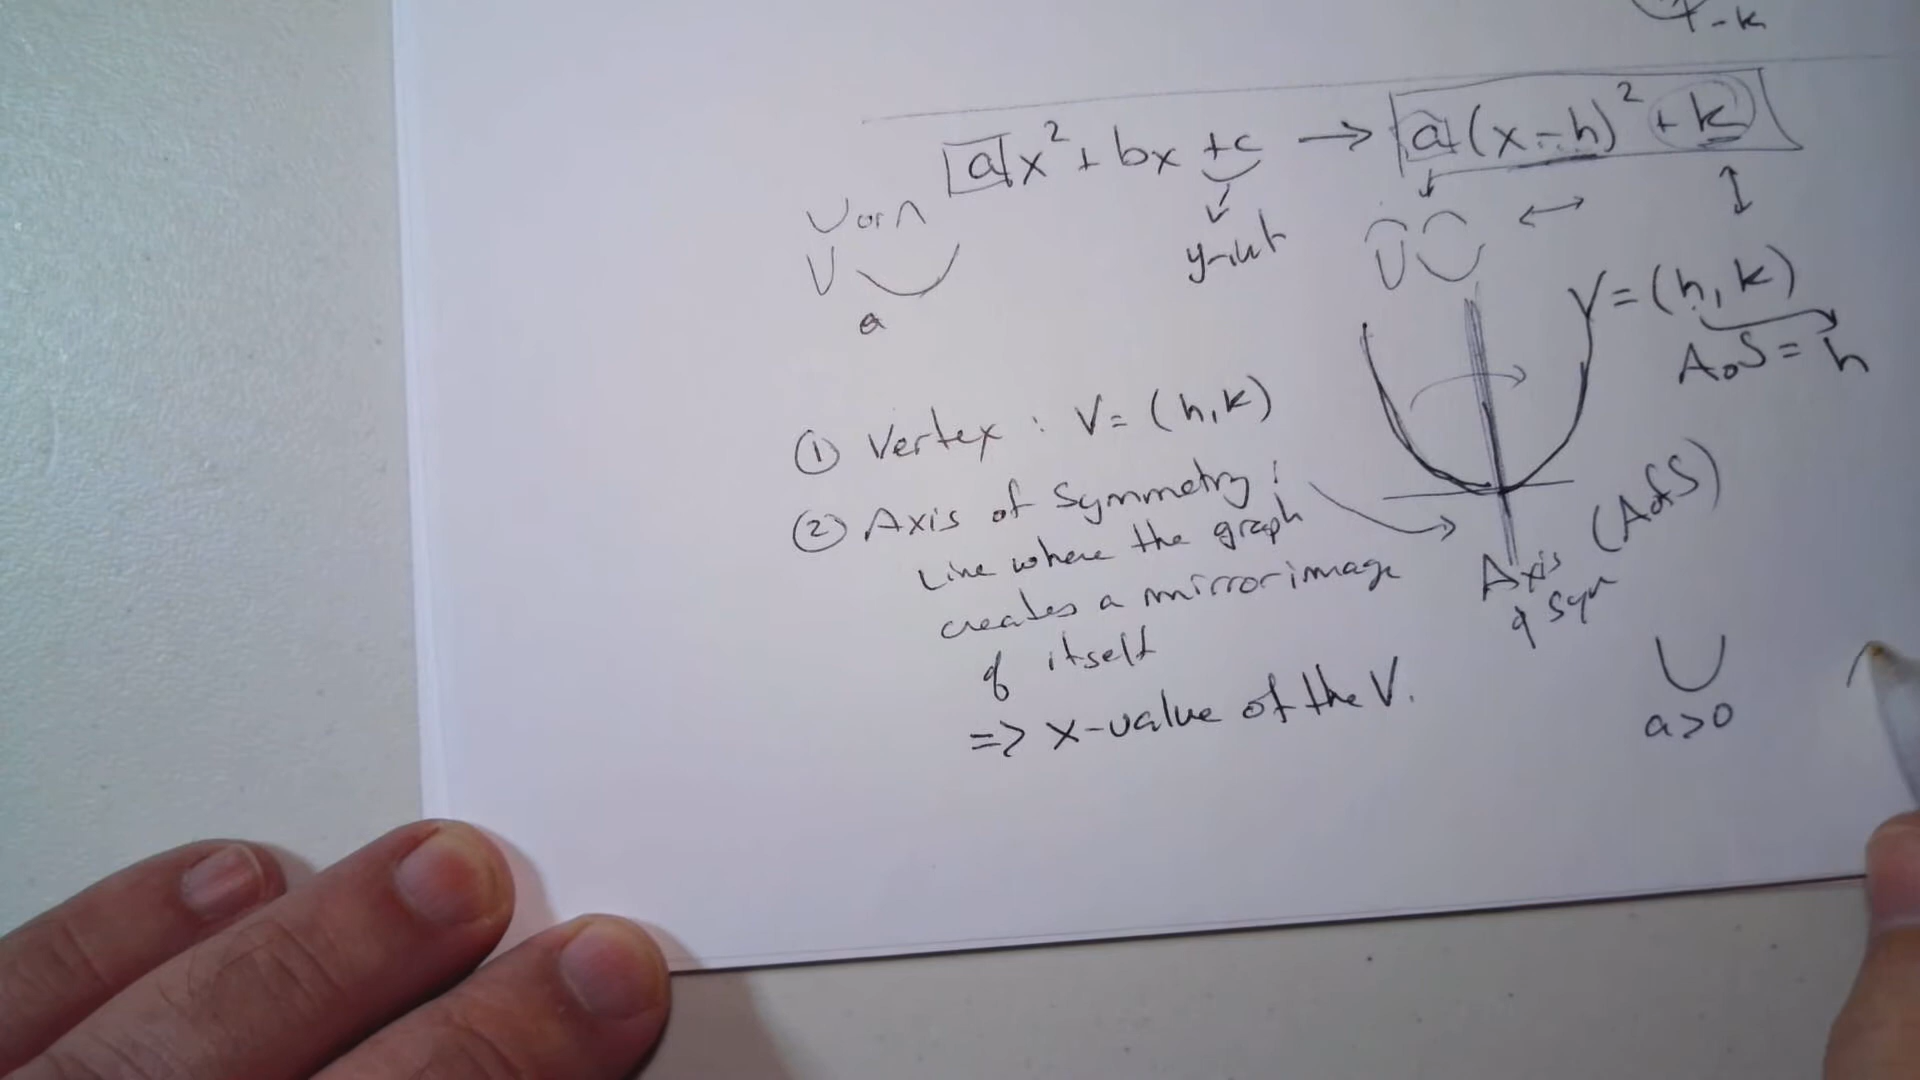 -k
ax² + bx + c → a(x-h)² + k
U or ∩
y-int
a
V = (h, k)
AoS = h
① Vertex : V = (h, k)
② Axis of Symmetry :
Line where the graph
creates a mirror image
of itself
⇒ x-value of the V.
Axis
of Sym
(AofS)
a > 0